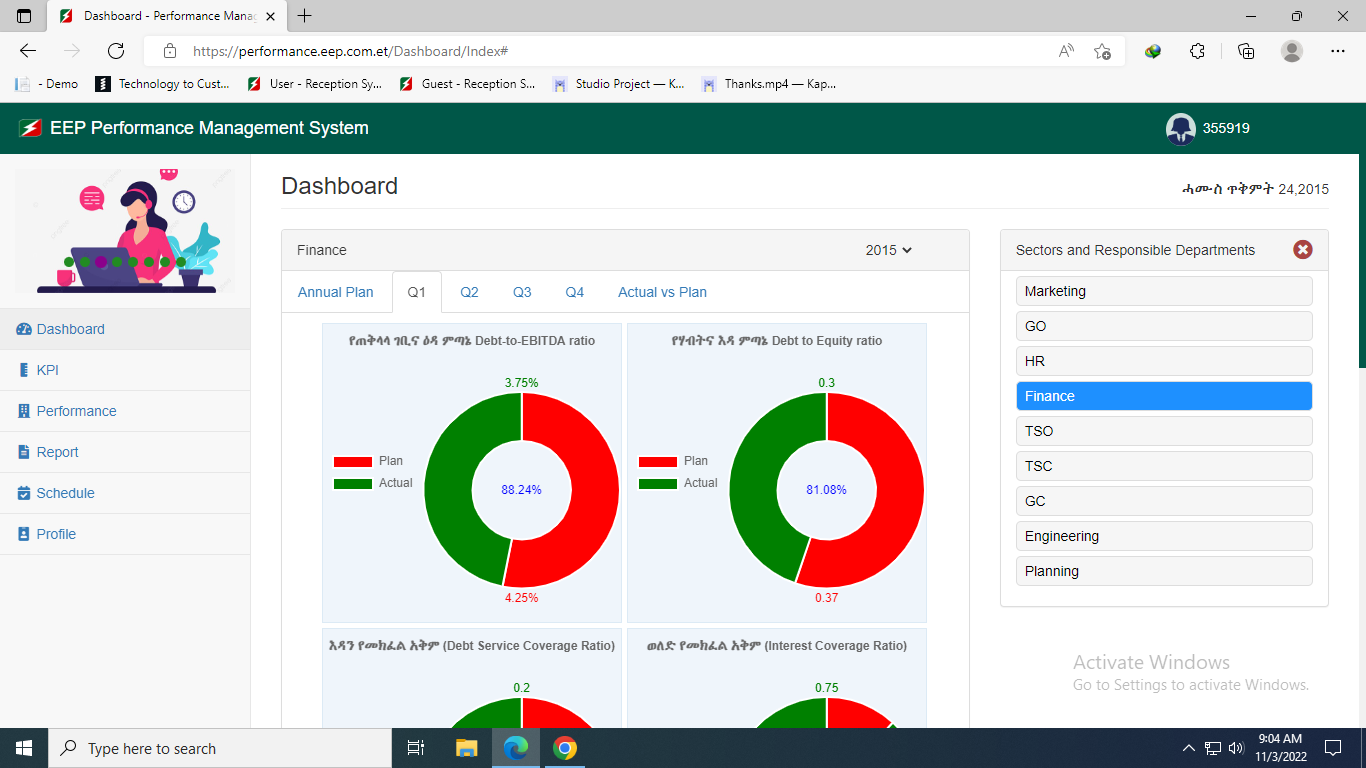 Dashboard - Performance Manag
https://performance.eep.com.et/Dashboard/Index#
- Demo
Technology to Cust...
User - Reception Sy...
Guest - Reception S...
Studio Project — K...
Thanks.mp4 — Kap...
EEP Performance Management System
355919
Dashboard
ሓሙስ ጥቅምት 24,2015
Dashboard
KPI
Performance
Report
Schedule
Profile
Finance
2015
Annual Plan
Q1
Q2
Q3
Q4
Actual vs Plan
የጠቅላላ ገቢና ዕዳ ምጣኔ Debt-to-EBITDA ratio
3.75%
Plan
Actual
88.24%
4.25%
የሃብትና እዳ ምጣኔ Debt to Equity ratio
0.3
Plan
Actual
81.08%
0.37
እዳን የመክፈል አቅም (Debt Service Coverage Ratio)
0.2
ወለድ የመክፈል አቅም (Interest Coverage Ratio)
0.75
Sectors and Responsible Departments
Marketing
GO
HR
Finance
TSO
TSC
GC
Engineering
Planning
Activate Windows
Go to Settings to activate Windows.
Type here to search
9:04 AM
11/3/2022